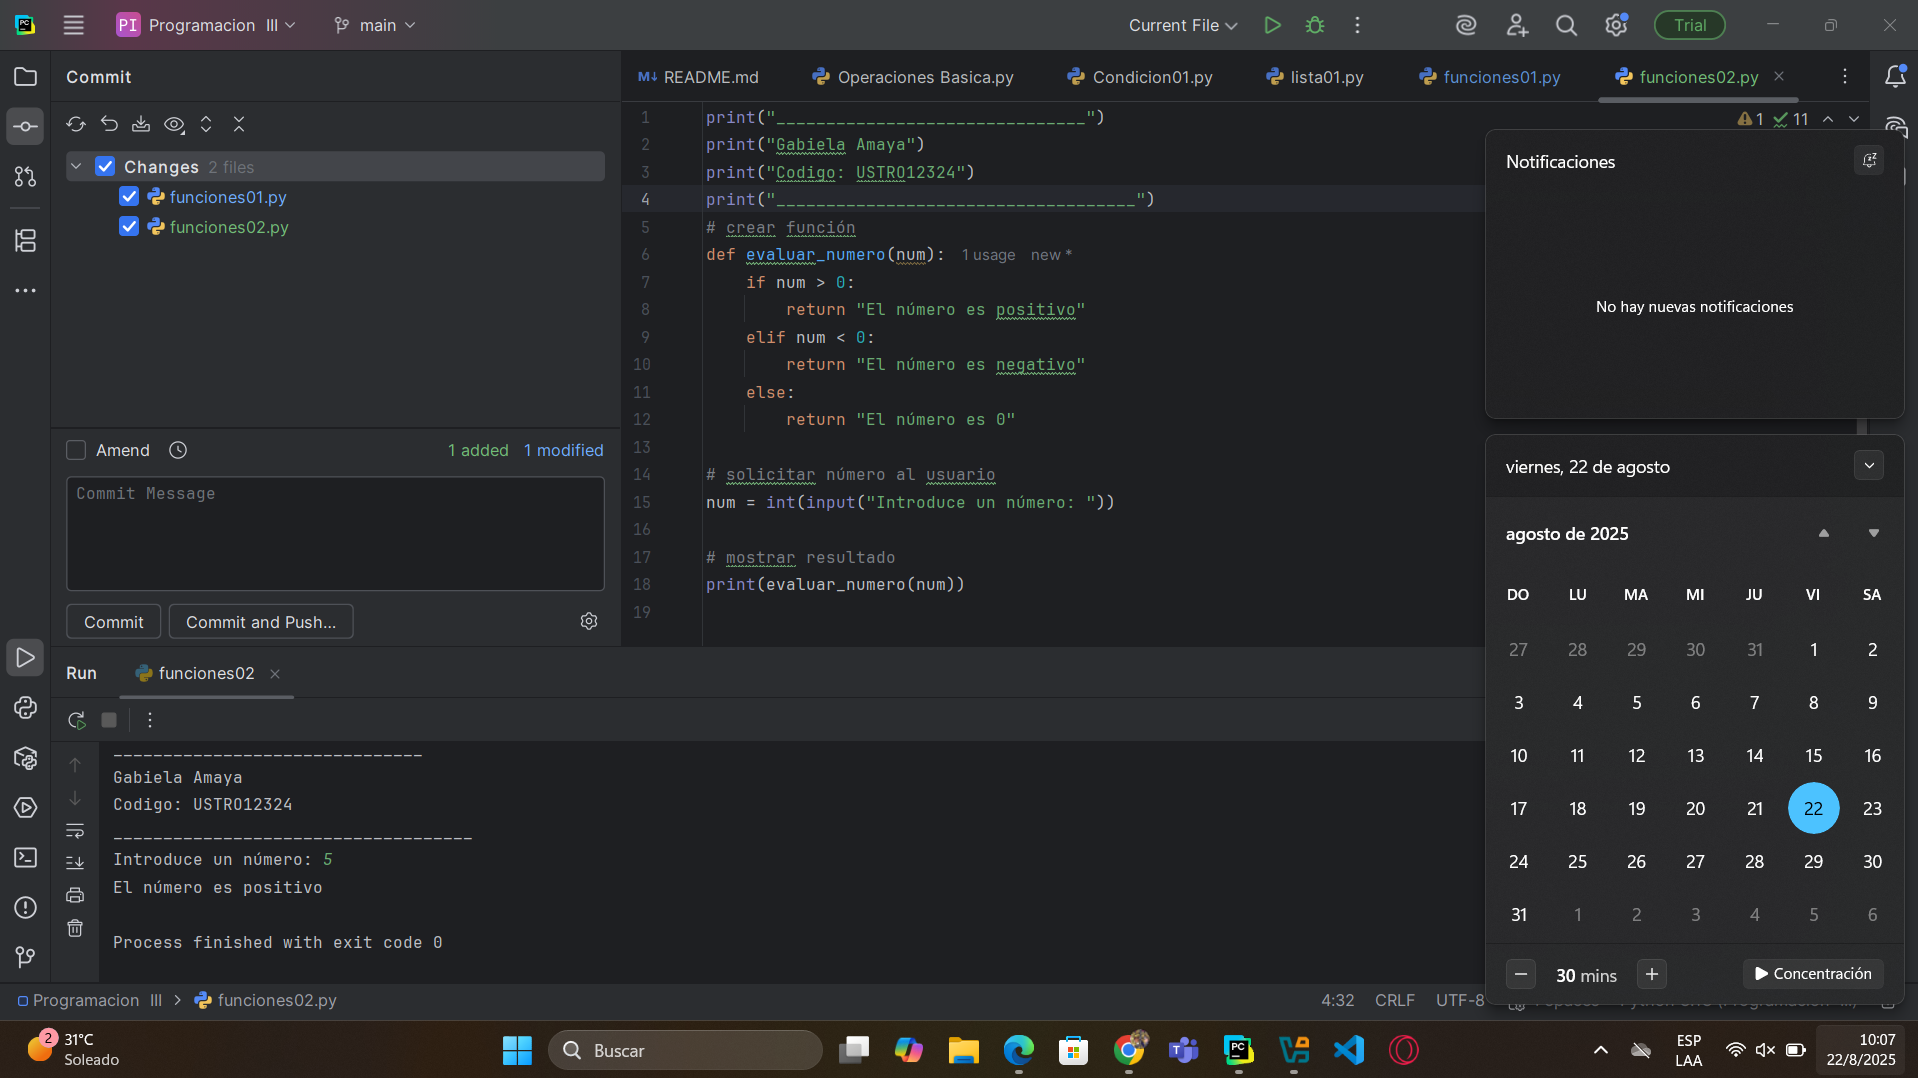 PC
PI Programacion III
main
Current File
Trial
Commit
M↓ README.md
Operaciones Basica.py
Condicion01.py
lista01.py
funciones01.py
funciones02.py
Changes 2 files
funciones01.py
funciones02.py
Amend
1 added 1 modified
Commit Message
Commit
Commit and Push...
1 11
1 print("_______________________________")
2 print("Gabiela Amaya")
3 print("Codigo: USTR012324")
4 print("____________________________________")
5 # crear función
6 def evaluar_numero(num): 1 usage new *
7 if num > 0:
8 return "El número es positivo"
9 elif num < 0:
10 return "El número es negativo"
11 else:
12 return "El número es 0"
13
14 # solicitar número al usuario
15 num = int(input("Introduce un número: "))
16
17 # mostrar resultado
18 print(evaluar_numero(num))
19
Run
funciones02
_______________________________
Gabiela Amaya
Codigo: USTR012324
____________________________________
Introduce un número: 5
El número es positivo
Process finished with exit code 0
Programacion III > funciones02.py
4:32 CRLF UTF-8
Notificaciones
No hay nuevas notificaciones
viernes, 22 de agosto
agosto de 2025
DO LU MA MI JU VI SA
27 28 29 30 31 1 2
3 4 5 6 7 8 9
10 11 12 13 14 15 16
17 18 19 20 21 22 23
24 25 26 27 28 29 30
31 1 2 3 4 5 6
30 mins
Concentración
2
31°C
Soleado
Buscar
PC
ESP
LAA
10:07
22/8/2025